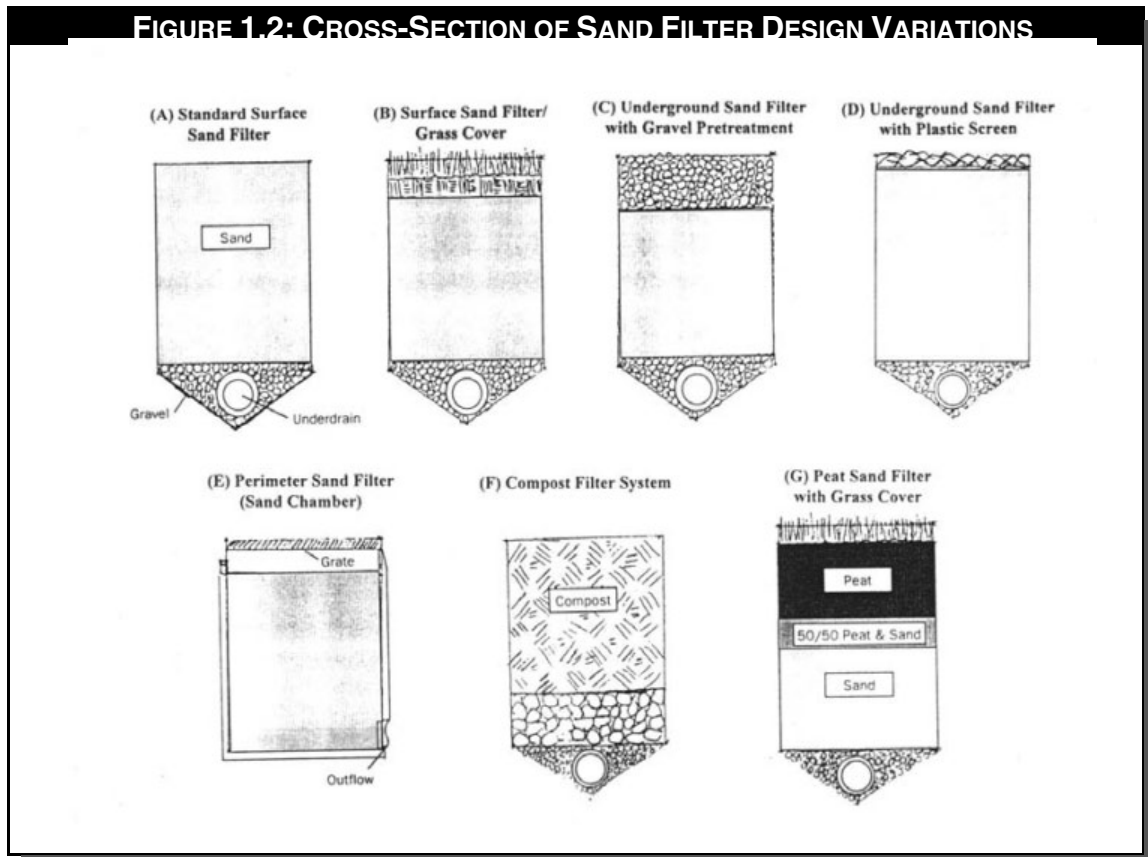 FIGURE 1.2: CROSS-SECTION OF SAND FILTER DESIGN VARIATIONS
(A) Standard Surface
Sand Filter
(B) Surface Sand Filter/
Grass Cover
(C) Underground Sand Filter
with Gravel Pretreatment
(D) Underground Sand Filter
with Plastic Screen
Sand
Gravel
Underdrain
(E) Perimeter Sand Filter
(Sand Chamber)
(F) Compost Filter System
(G) Peat Sand Filter
with Grass Cover
Grate
Compost
Peat
50/50 Peat & Sand
Sand
Outflow